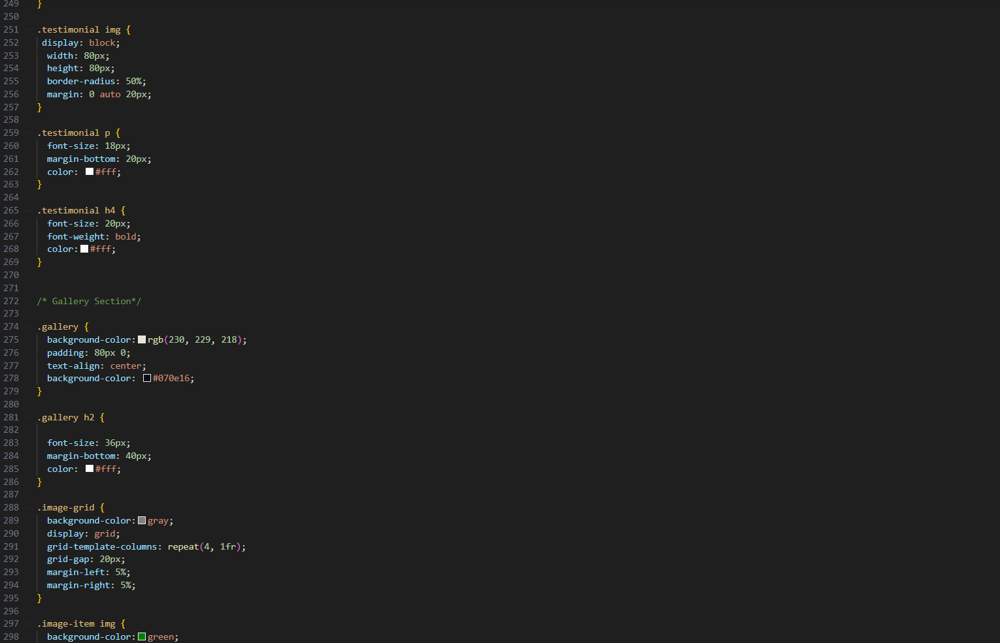 249 }
250
251 .testimonial img {
252 display: block;
253 width: 80px;
254 height: 80px;
255 border-radius: 50%;
256 margin: 0 auto 20px;
257 }
258
259 .testimonial p {
260 font-size: 18px;
261 margin-bottom: 20px;
262 color: #fff;
263 }
264
265 .testimonial h4 {
266 font-size: 20px;
267 font-weight: bold;
268 color:#fff;
269 }
270
271
272 /* Gallery Section*/
273
274 .gallery {
275 background-color:rgb(230, 229, 218);
276 padding: 80px 0;
277 text-align: center;
278 background-color: #070e16;
279 }
280
281 .gallery h2 {
282
283 font-size: 36px;
284 margin-bottom: 40px;
285 color: #fff;
286 }
287
288 .image-grid {
289 background-color:gray;
290 display: grid;
291 grid-template-columns: repeat(4, 1fr);
292 grid-gap: 20px;
293 margin-left: 5%;
294 margin-right: 5%;
295 }
296
297 .image-item img {
298 background-color:green;